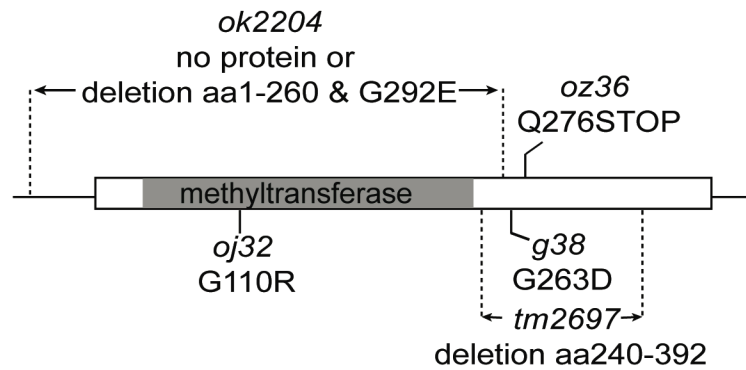 ok2204
no protein or
deletion aa1-260 & G292E
oz36
Q276STOP
methyltransferase
oj32
G110R
g38
G263D
tm2697
deletion aa240-392